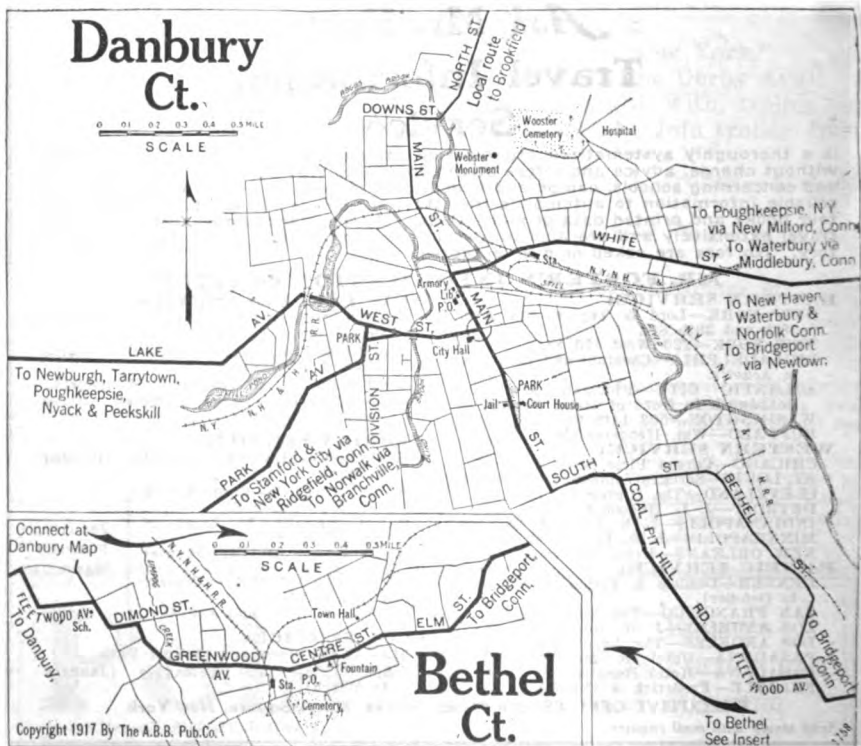 Danbury
Ct.
0 0.1 0.2 0.3 0.4 0.5 MILE
SCALE
NORTH ST.
Local route
to Brookfield
DOWNS ST.
MAIN
ST.
Wooster
Cemetery
Hospital
Webster
Monument
To Poughkeepsie, N.Y.
via New Milford, Conn
To Waterbury via
Middlebury, Conn
WHITE
ST
Sta.
N.Y.N.H
Armory
Lib.
P.O.
MAIN
ST.
To New Haven
Waterbury &
Norfolk Conn.
To Bridgeport
via Newtown
WEST
ST.
PARK
City Hall
LAKE
AV.
R.R.
N.Y. N.H &
To Newburgh, Tarrytown,
Poughkeepsie,
Nyack & Peekskill
PARK
AV
DIVISION
ST.
PARK
Jail
Court House
To Stamford &
New York City via
Ridgefield, Conn.
To Norwalk via
Branchville,
Conn.
SOUTH
ST
BETHEL
ST.
COAL
PIT HILL
RD.
FLEETWOOD AV.
To Bridgeport
Conn
To Bethel
See Insert
1758
Connect at
Danbury Map
0 0.1 0.2 0.3 0.4 0.5 MILE
SCALE
N.Y.N.H&H.R.R.
FLEETWOOD AV.
Sch.
To Danbury
DIMOND ST.
GREENWOOD
AV.
CENTRE ST.
Town Hall
ELM
ST.
To Bridgeport,
Conn.
Fountain
P.O.
Sta.
Cemetery
Bethel
Ct.
Copyright 1917 By The A.B.B. Pub.Co.